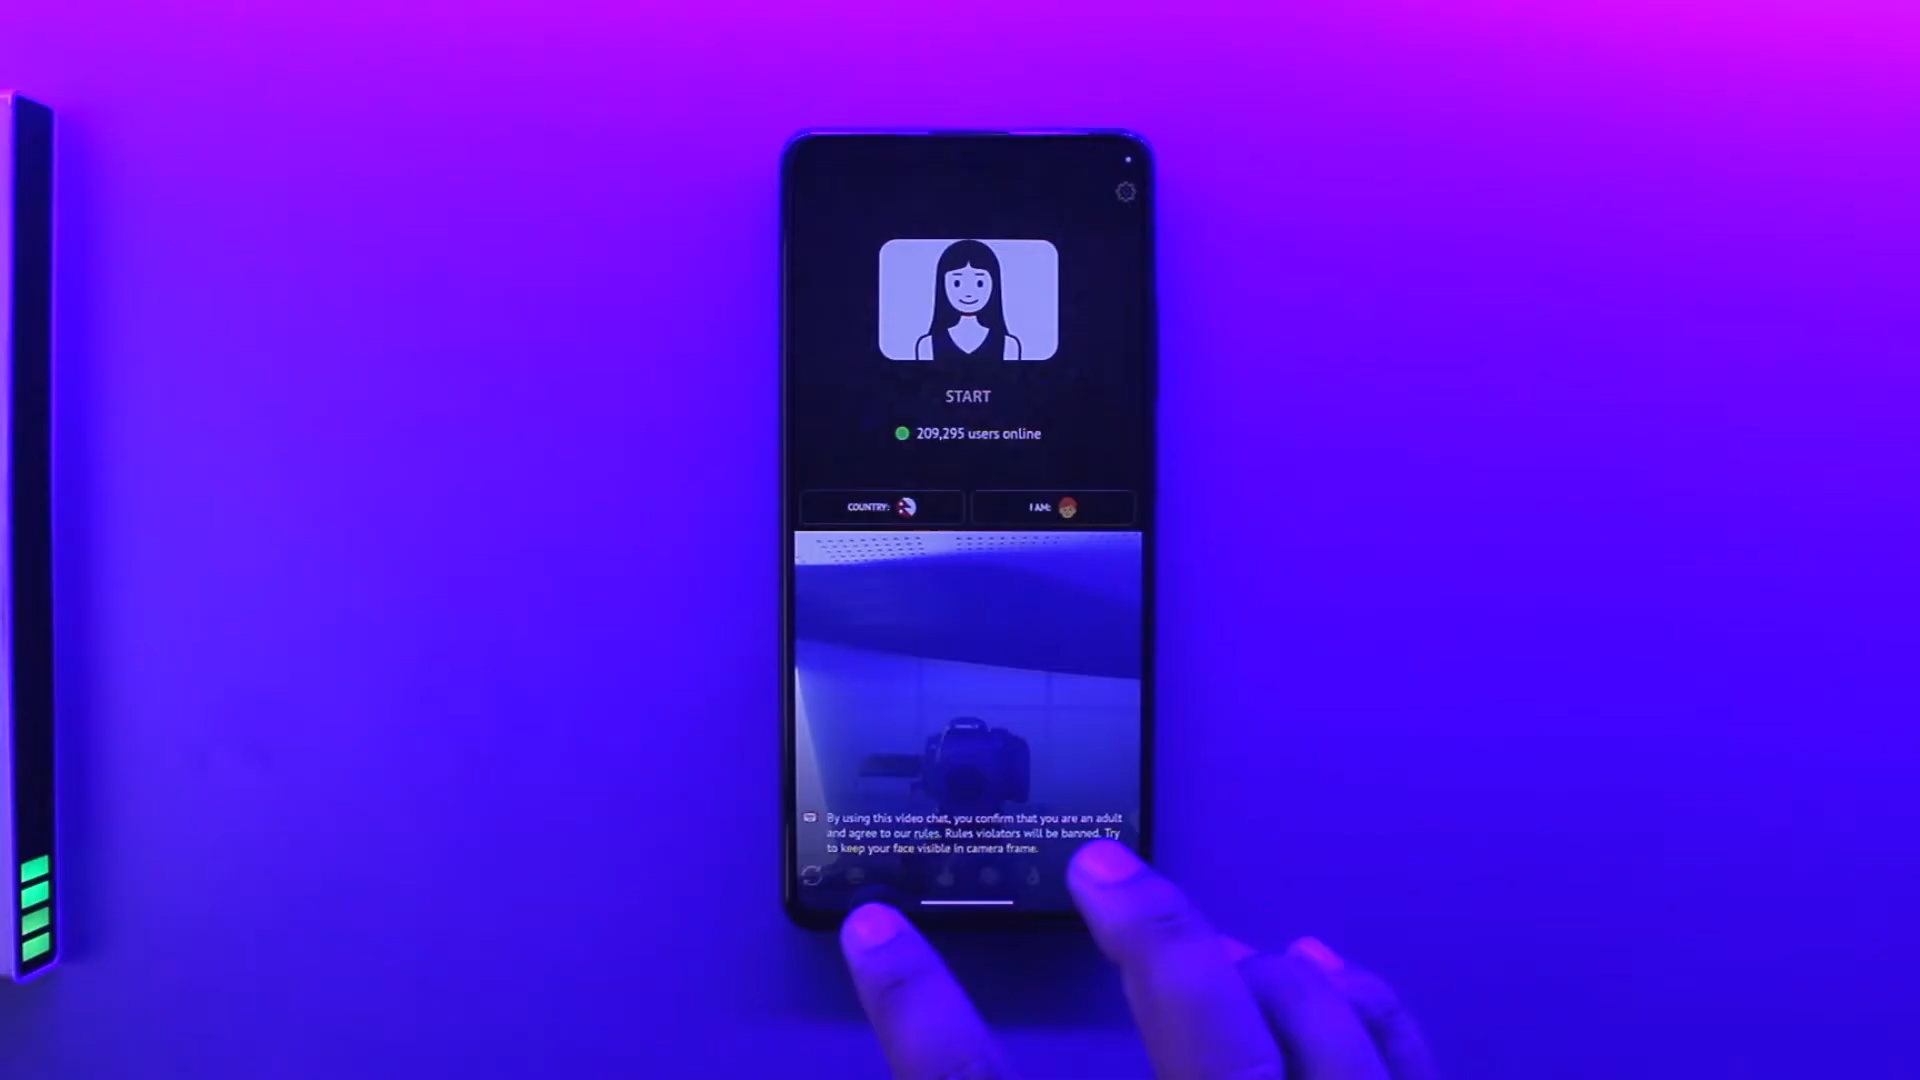 START
209,295 users online
COUNTRY:
I AM:
By using this video chat, you confirm that you are an adult
and agree to our rules. Rules violators will be banned. Try
to keep your face visible in camera frame.